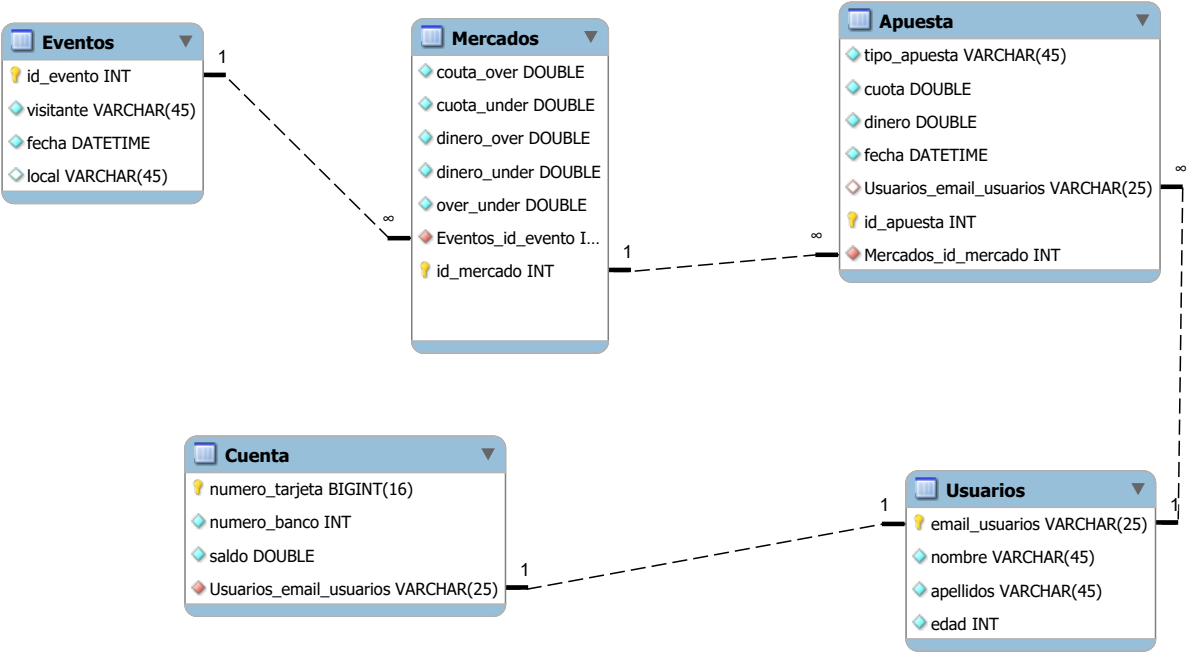 Eventos
id_evento INT
visitante VARCHAR(45)
fecha DATETIME
local VARCHAR(45)
1
∞
Mercados
couta_over DOUBLE
cuota_under DOUBLE
dinero_over DOUBLE
dinero_under DOUBLE
over_under DOUBLE
Eventos_id_evento I...
id_mercado INT
1
∞
Apuesta
tipo_apuesta VARCHAR(45)
cuota DOUBLE
dinero DOUBLE
fecha DATETIME
Usuarios_email_usuarios VARCHAR(25)
id_apuesta INT
Mercados_id_mercado INT
∞
1
Cuenta
numero_tarjeta BIGINT(16)
numero_banco INT
saldo DOUBLE
Usuarios_email_usuarios VARCHAR(25)
1
1
Usuarios
email_usuarios VARCHAR(25)
nombre VARCHAR(45)
apellidos VARCHAR(45)
edad INT